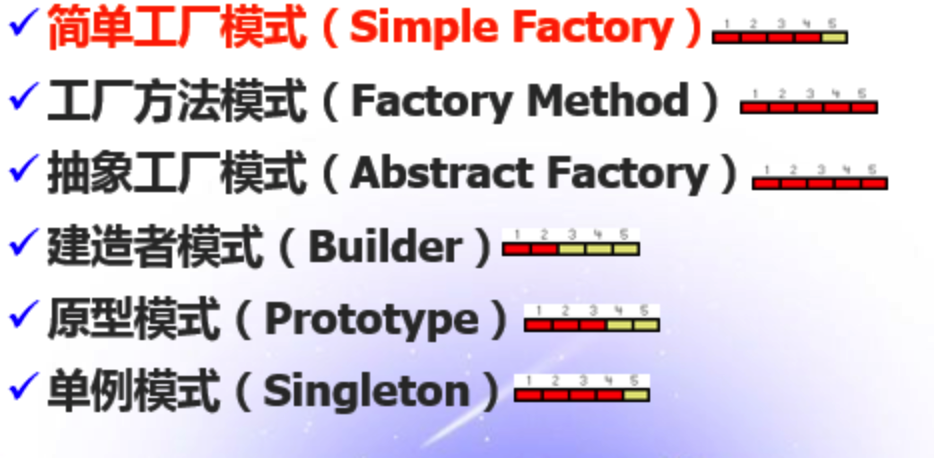 简单工厂模式（Simple Factory） 1 2 3 4 5
工厂方法模式（Factory Method） 1 2 3 4 5
抽象工厂模式（Abstract Factory） 1 2 3 4 5
建造者模式（Builder） 1 2 3 4 5
原型模式（Prototype） 1 2 3 4 5
单例模式（Singleton） 1 2 3 4 5